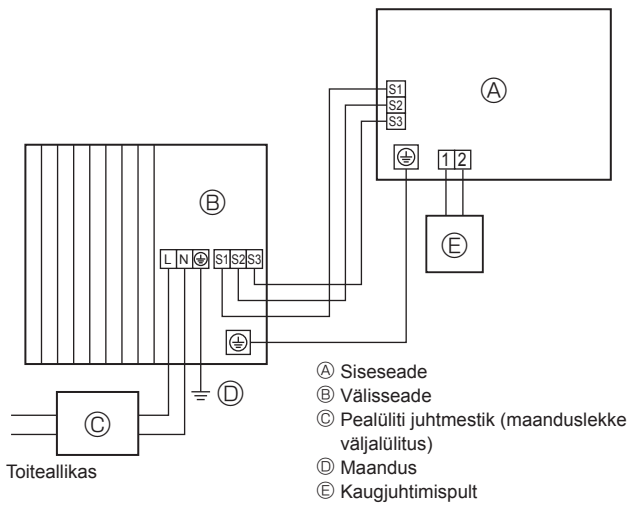 S1
S2
S3
Ⓐ
1 2
Ⓑ
Ⓔ
L N S1 S2 S3
Ⓓ
Ⓒ
Toiteallikas
Ⓐ Siseseade
Ⓑ Välisseade
Ⓒ Pealüliti juhtmestik (maanduslekke
väljalülitus)
Ⓓ Maandus
Ⓔ Kaugjuhtimispult